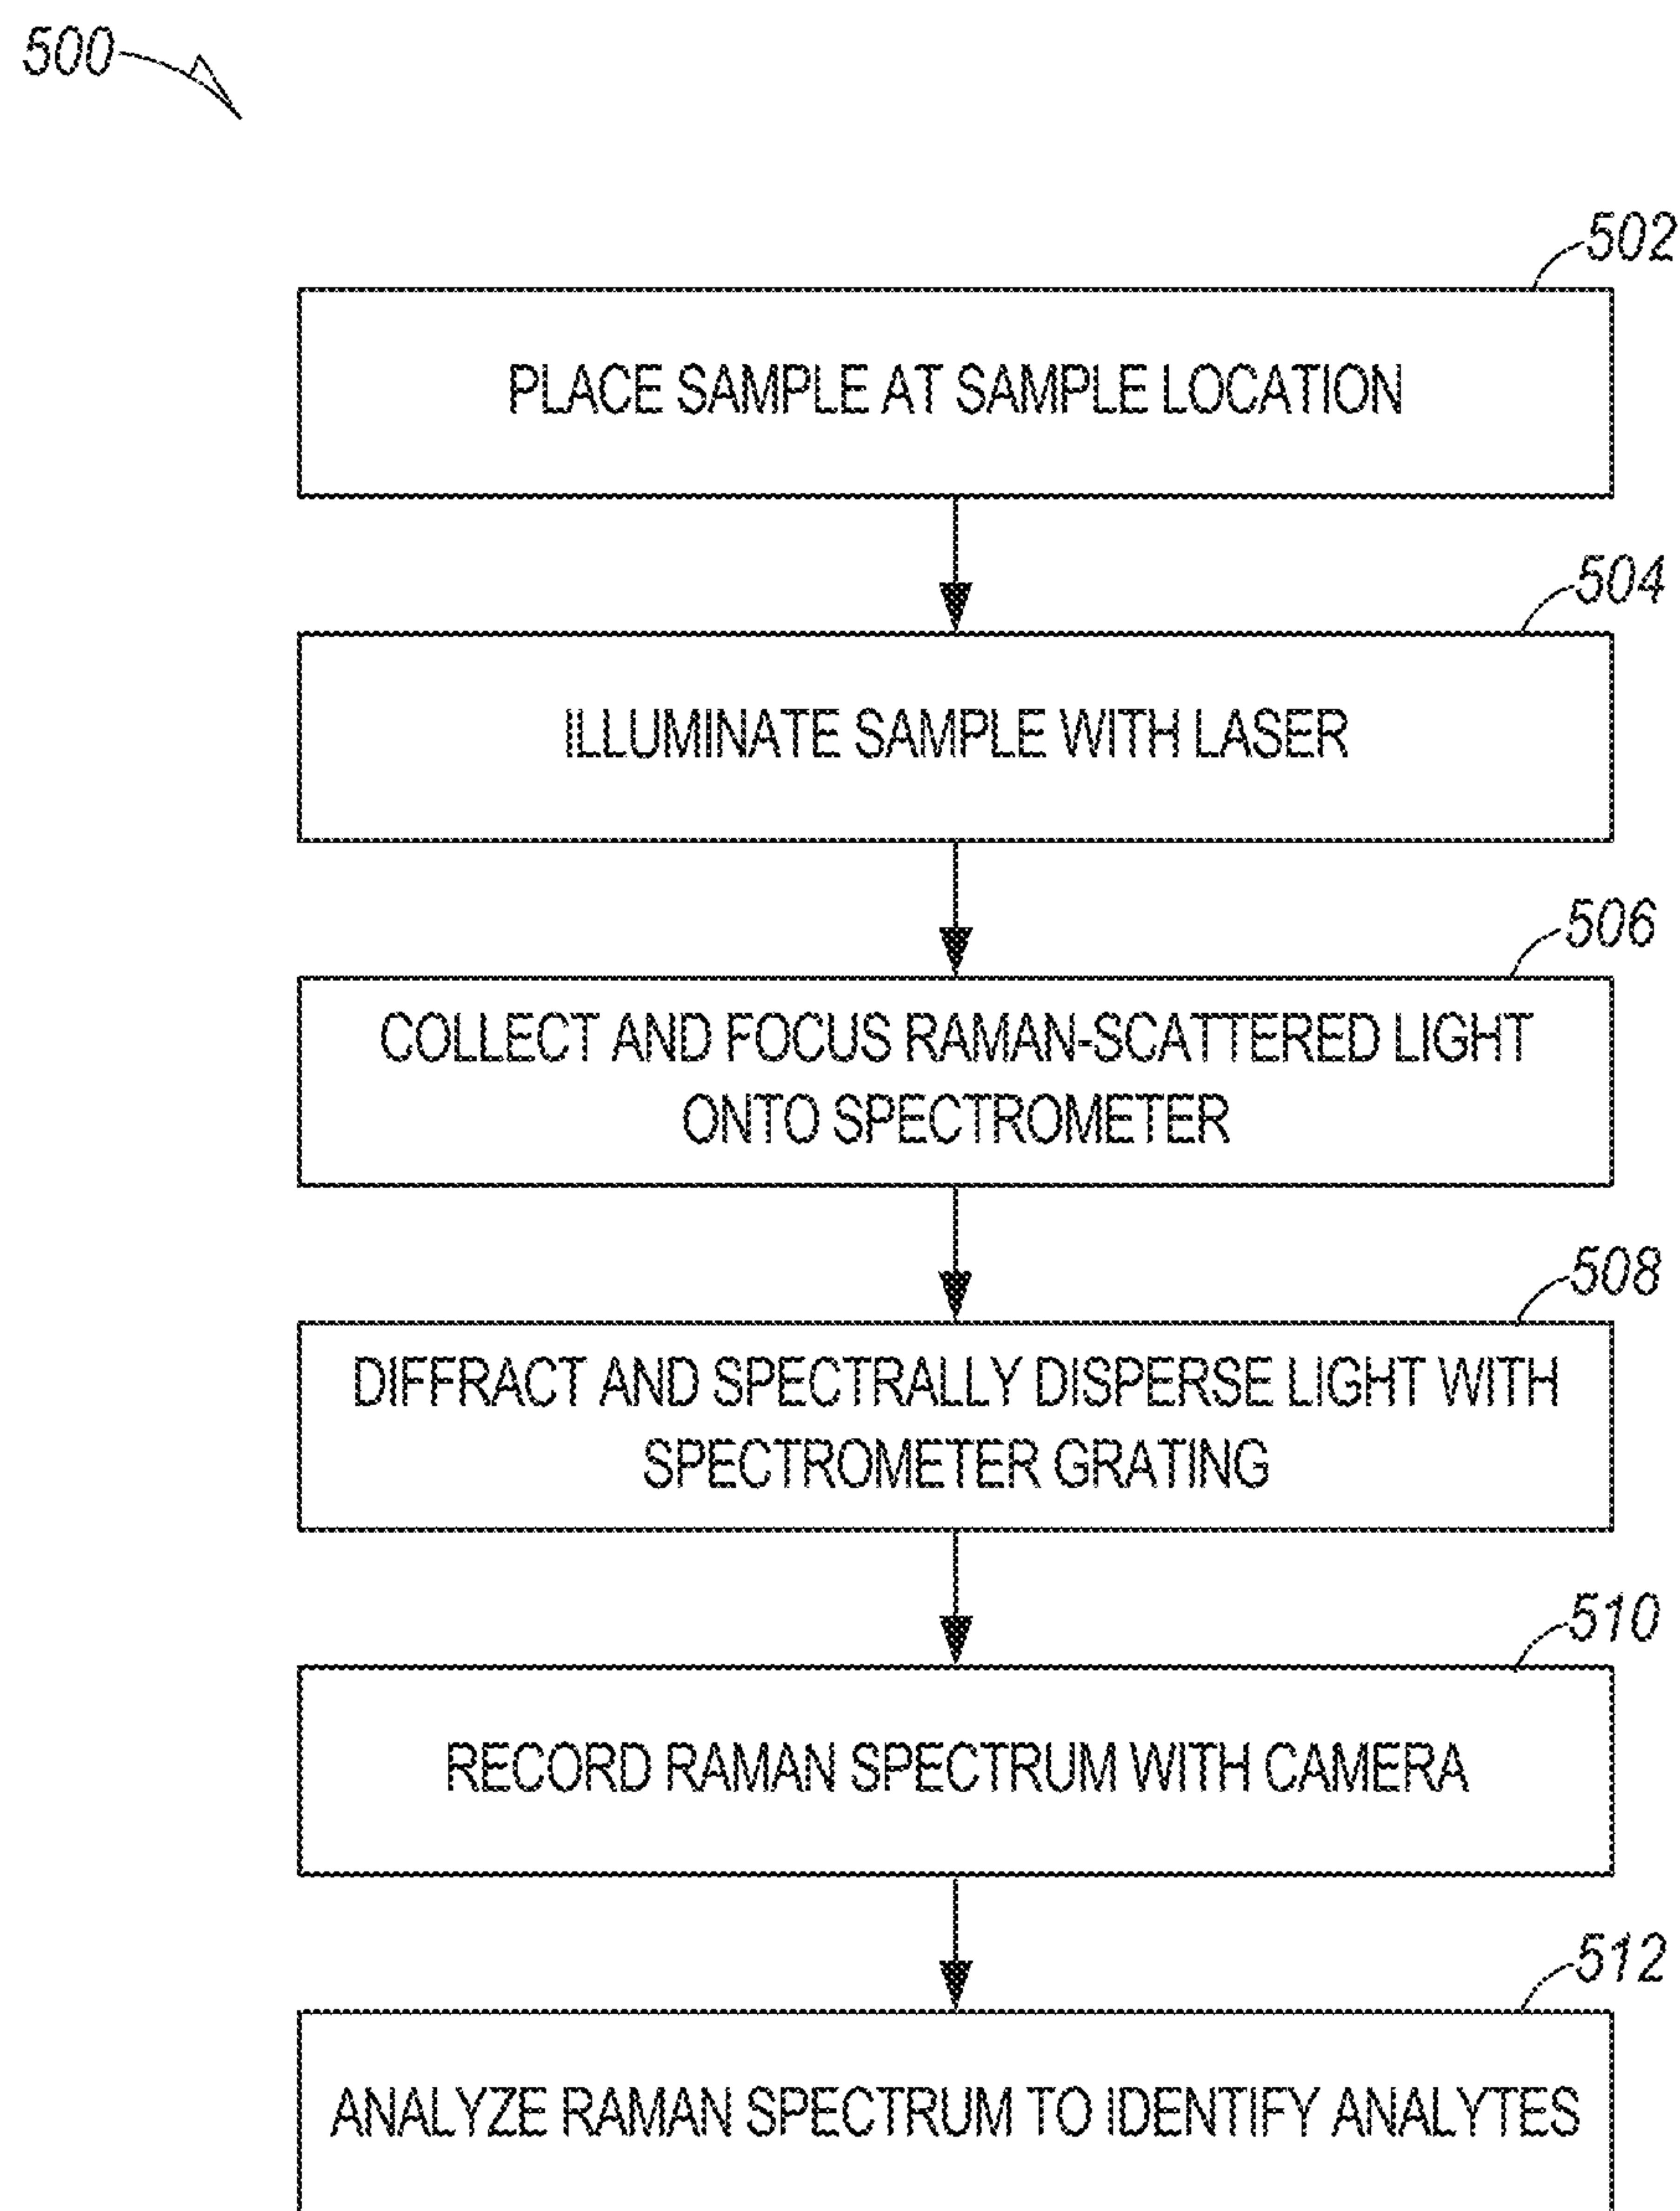 500
502
PLACE SAMPLE AT SAMPLE LOCATION
504
ILLUMINATE SAMPLE WITH LASER
506
COLLECT AND FOCUS RAMAN-SCATTERED LIGHT
ONTO SPECTROMETER
508
DIFFRACT AND SPECTRALLY DISPERSE LIGHT WITH
SPECTROMETER GRATING
510
RECORD RAMAN SPECTRUM WITH CAMERA
512
ANALYZE RAMAN SPECTRUM TO IDENTIFY ANALYTES